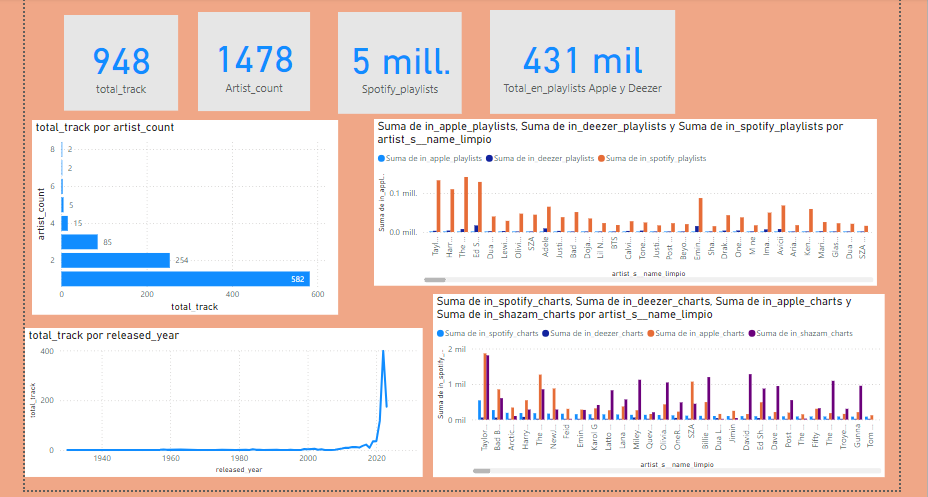 948
total_track
1478
Artist_count
5 mill.
Spotify_playlists
431 mil
Total_en_playlists Apple y Deezer
total_track por artist_count
artist_count
8
6
4
2
2
2
5
15
85
254
582
0
200
400
600
total_track
Suma de in_apple_playlists, Suma de in_deezer_playlists y Suma de in_spotify_playlists por
artist_s__name_limpio
Suma de in_apple_playlists Suma de in_deezer_playlists Suma de in_spotify_playlists
Suma de in_appl...
0.1 mill.
0.0 mill.
Tayl...
Harr...
The ...
Ed S...
Dua ...
Lewi...
Olivi...
SZA
Adele
Justi...
Bad ...
Doja...
Lil N...
BTS
Calvi...
Tone...
Justi...
Post ...
Beyo...
Emin...
Sha...
Drak...
One...
M ne
Ima...
Avicii
Aria...
Ken...
Mari...
Glas...
Dua ...
SZA ...
artist_s__name_limpio
total_track por released_year
total_track
400
200
0
1940
1960
1980
2000
2020
released_year
Suma de in_spotify_charts, Suma de in_deezer_charts, Suma de in_apple_charts y
Suma de in_shazam_charts por artist_s__name_limpio
Suma de in_spotify_charts Suma de in_deezer_charts Suma de in_apple_charts Suma de in_shazam_charts
Suma de in_spotify_...
2 mil
1 mil
0 mil
Taylor...
Bad B...
Arctic...
Harry...
The ...
NewJ...
Feid
Emin...
Karol G
Latto...
Lana ...
Miley...
Quev...
Olivia...
OneR...
SZA
Billie ...
Dua L...
Jimin
David...
Ed Sh...
Dave ...
Post ...
The ...
Fifty ...
The ...
Troye...
Gunna
Tom ...
artist_s__name_limpio